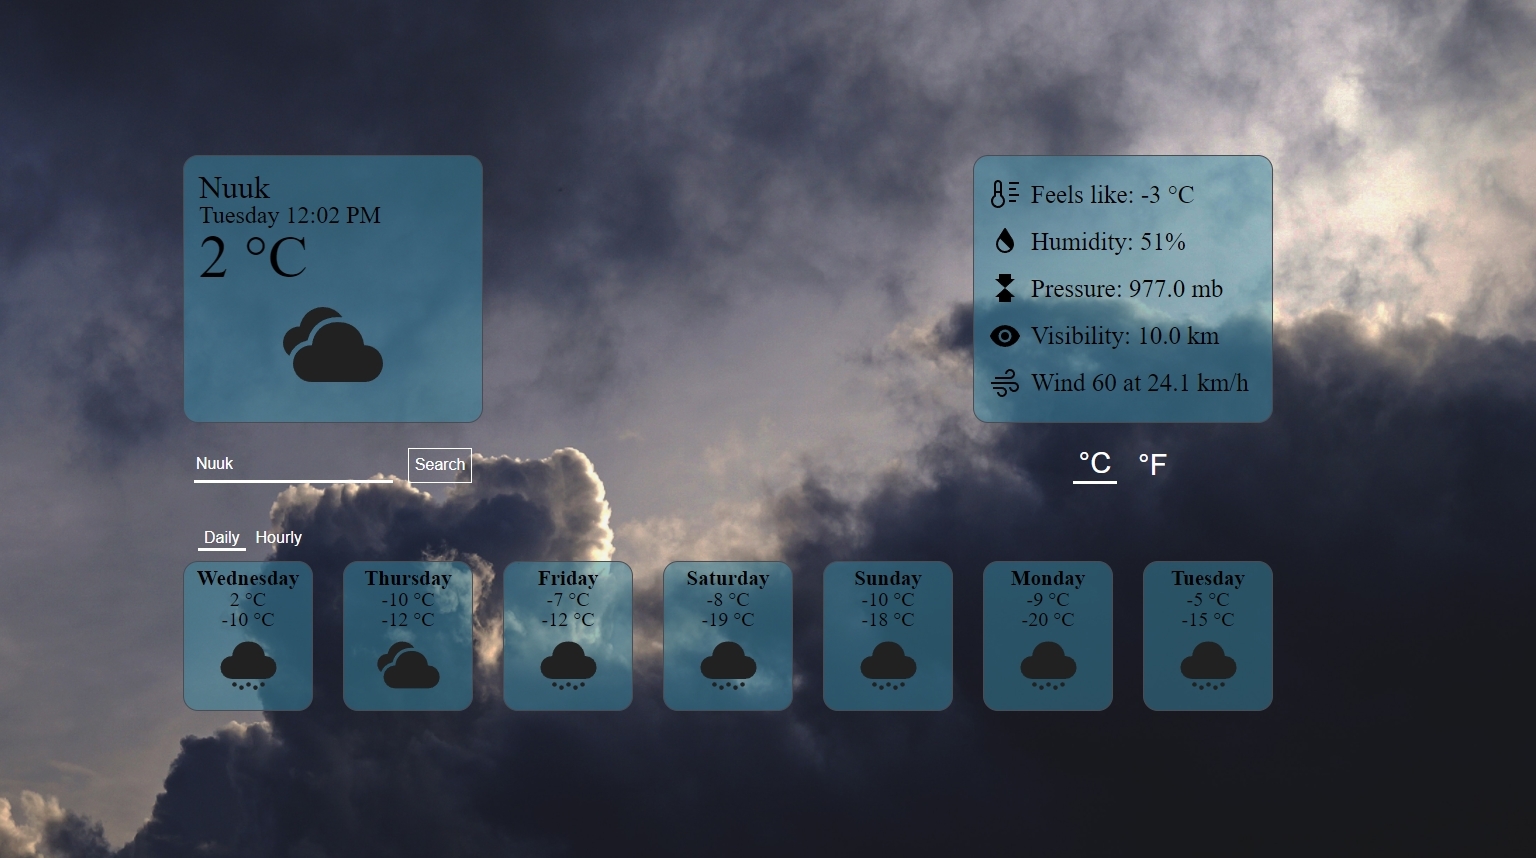 Nuuk
Tuesday 12:02 PM
2 °C
Feels like: -3 °C
Humidity: 51%
Pressure: 977.0 mb
Visibility: 10.0 km
Wind 60 at 24.1 km/h
Nuuk
Search
°C °F
Daily Hourly
Wednesday
2 °C
-10 °C
Thursday
-10 °C
-12 °C
Friday
-7 °C
-12 °C
Saturday
-8 °C
-19 °C
Sunday
-10 °C
-18 °C
Monday
-9 °C
-20 °C
Tuesday
-5 °C
-15 °C